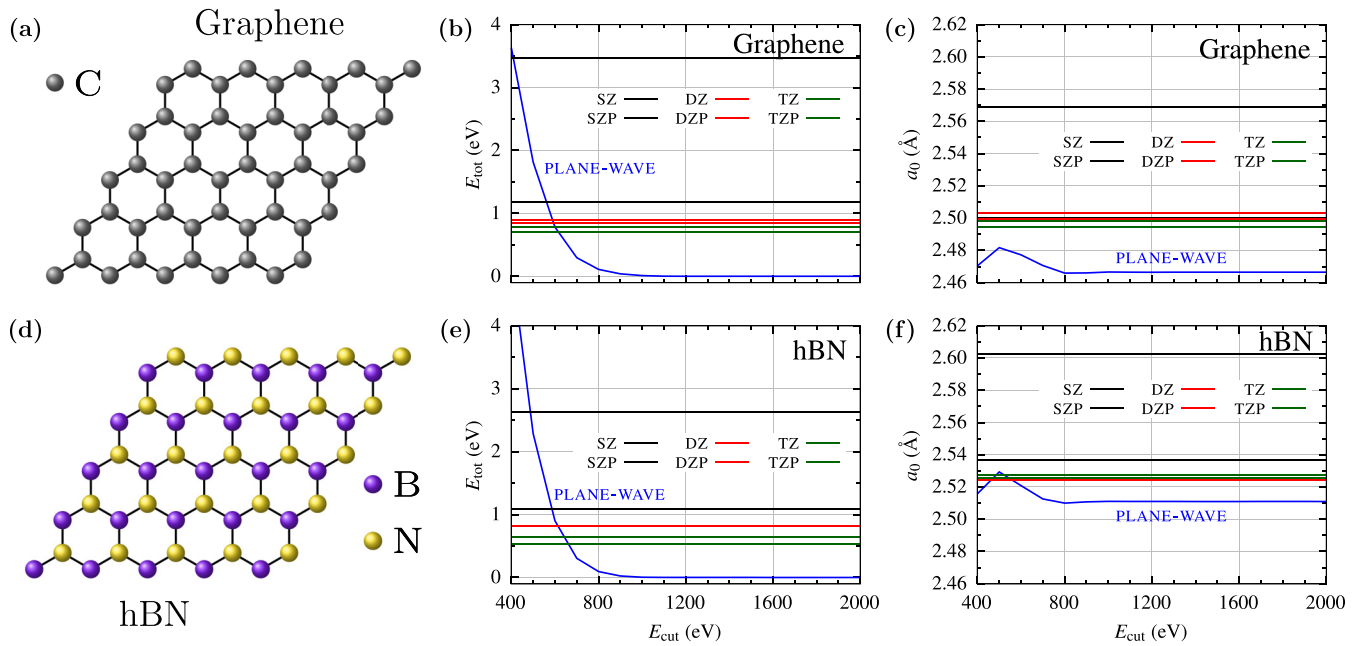 (a)
Graphene
C
(b)
Graphene
SZ DZ TZ
SZP DZP TZP
PLANE-WAVE
E_tot (eV)
4
3
2
1
0
(c)
Graphene
SZ DZ TZ
SZP DZP TZP
PLANE-WAVE
a_0 (Å)
2.62
2.60
2.58
2.56
2.54
2.52
2.50
2.48
2.46
(d)
B
N
hBN
(e)
hBN
SZ DZ TZ
SZP DZP TZP
PLANE-WAVE
E_tot (eV)
4
3
2
1
0
400 800 1200 1600 2000
E_cut (eV)
(f)
hBN
SZ DZ TZ
SZP DZP TZP
PLANE-WAVE
a_0 (Å)
2.62
2.60
2.58
2.56
2.54
2.52
2.50
2.48
2.46
400 800 1200 1600 2000
E_cut (eV)